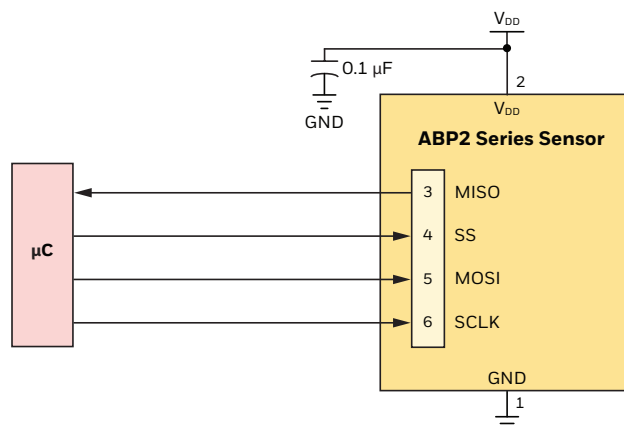 VDD
0.1 µF
2
GND
VDD
ABP2 Series Sensor
3 MISO
µC
4 SS
5 MOSI
6 SCLK
GND
1